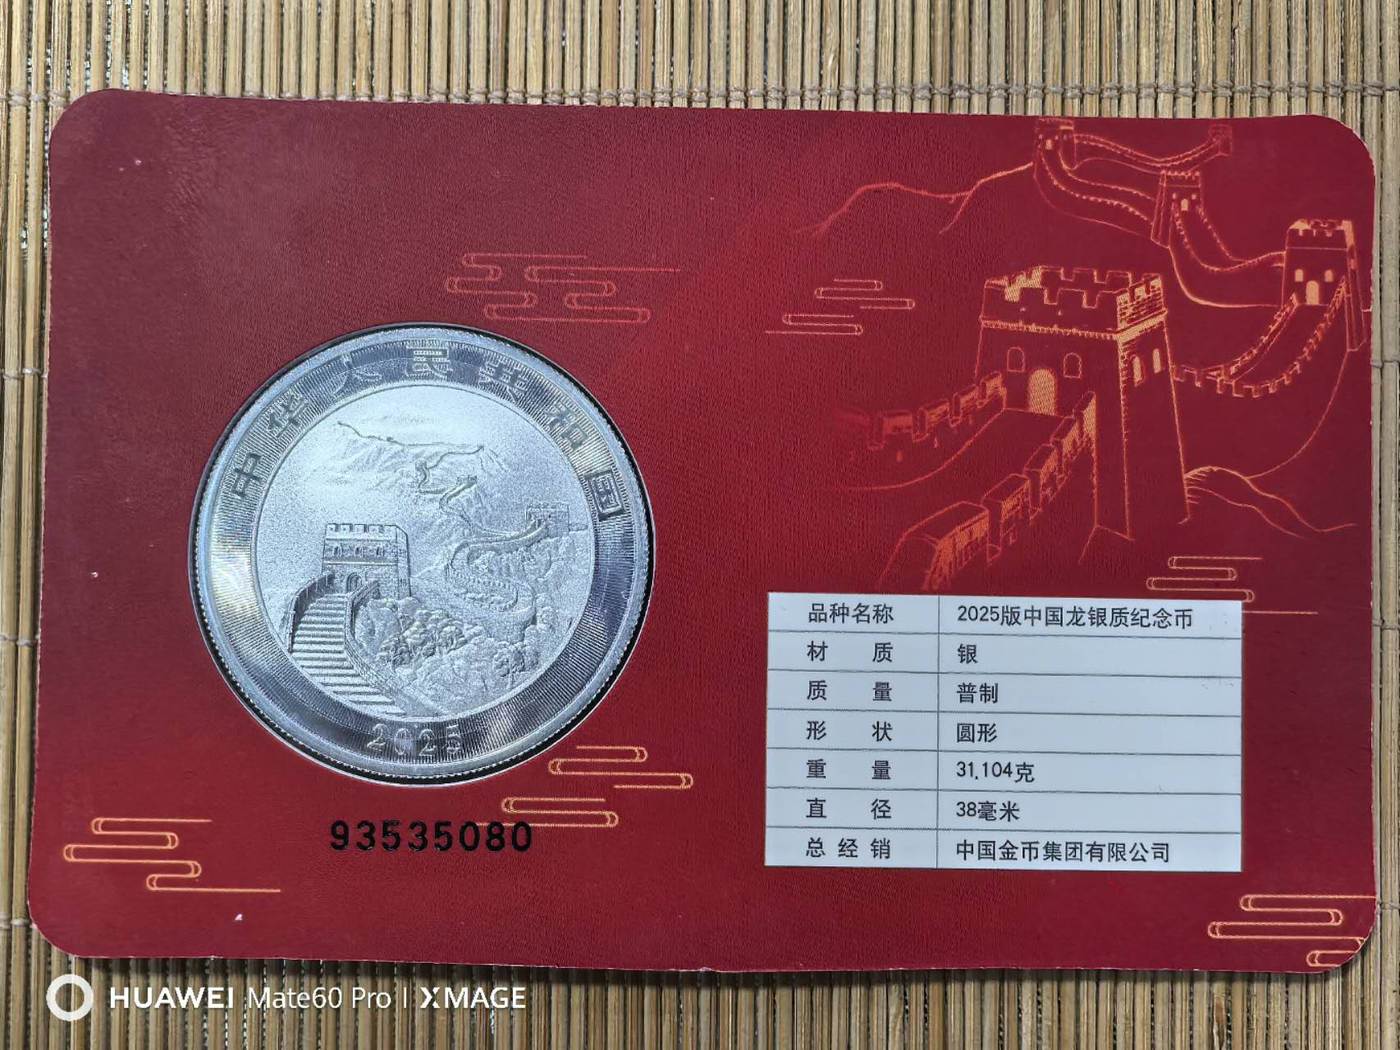 中华人民共和国
2025
93535080
品种名称 2025版中国龙银质纪念币
材 质 银
质 量 普制
形 状 圆形
重 量 31.104克
直 径 38毫米
总经销 中国金币集团有限公司
HUAWEI Mate60 Pro | XMAGE